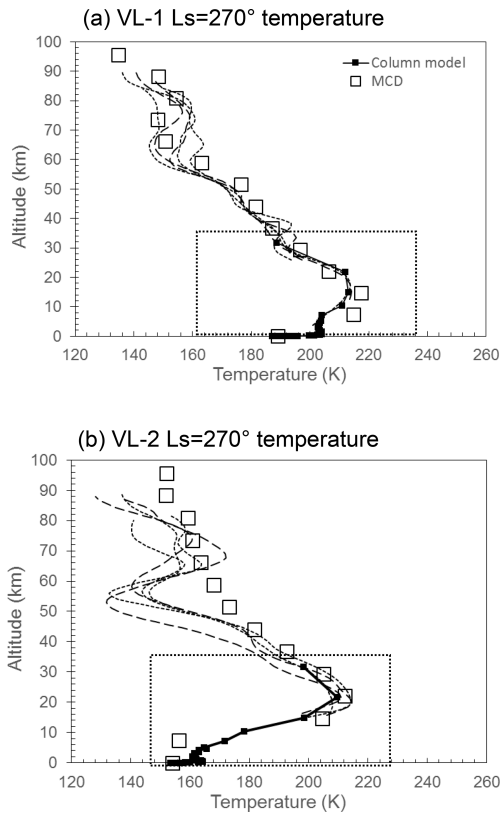 (a) VL-1 Ls=270° temperature
100
90
80
70
60
50
40
30
20
10
0
Altitude (km)
Column model
MCD
120 140 160 180 200 220 240 260
Temperature (K)
(b) VL-2 Ls=270° temperature
100
90
80
70
60
50
40
30
20
10
0
Altitude (km)
120 140 160 180 200 220 240 260
Temperature (K)